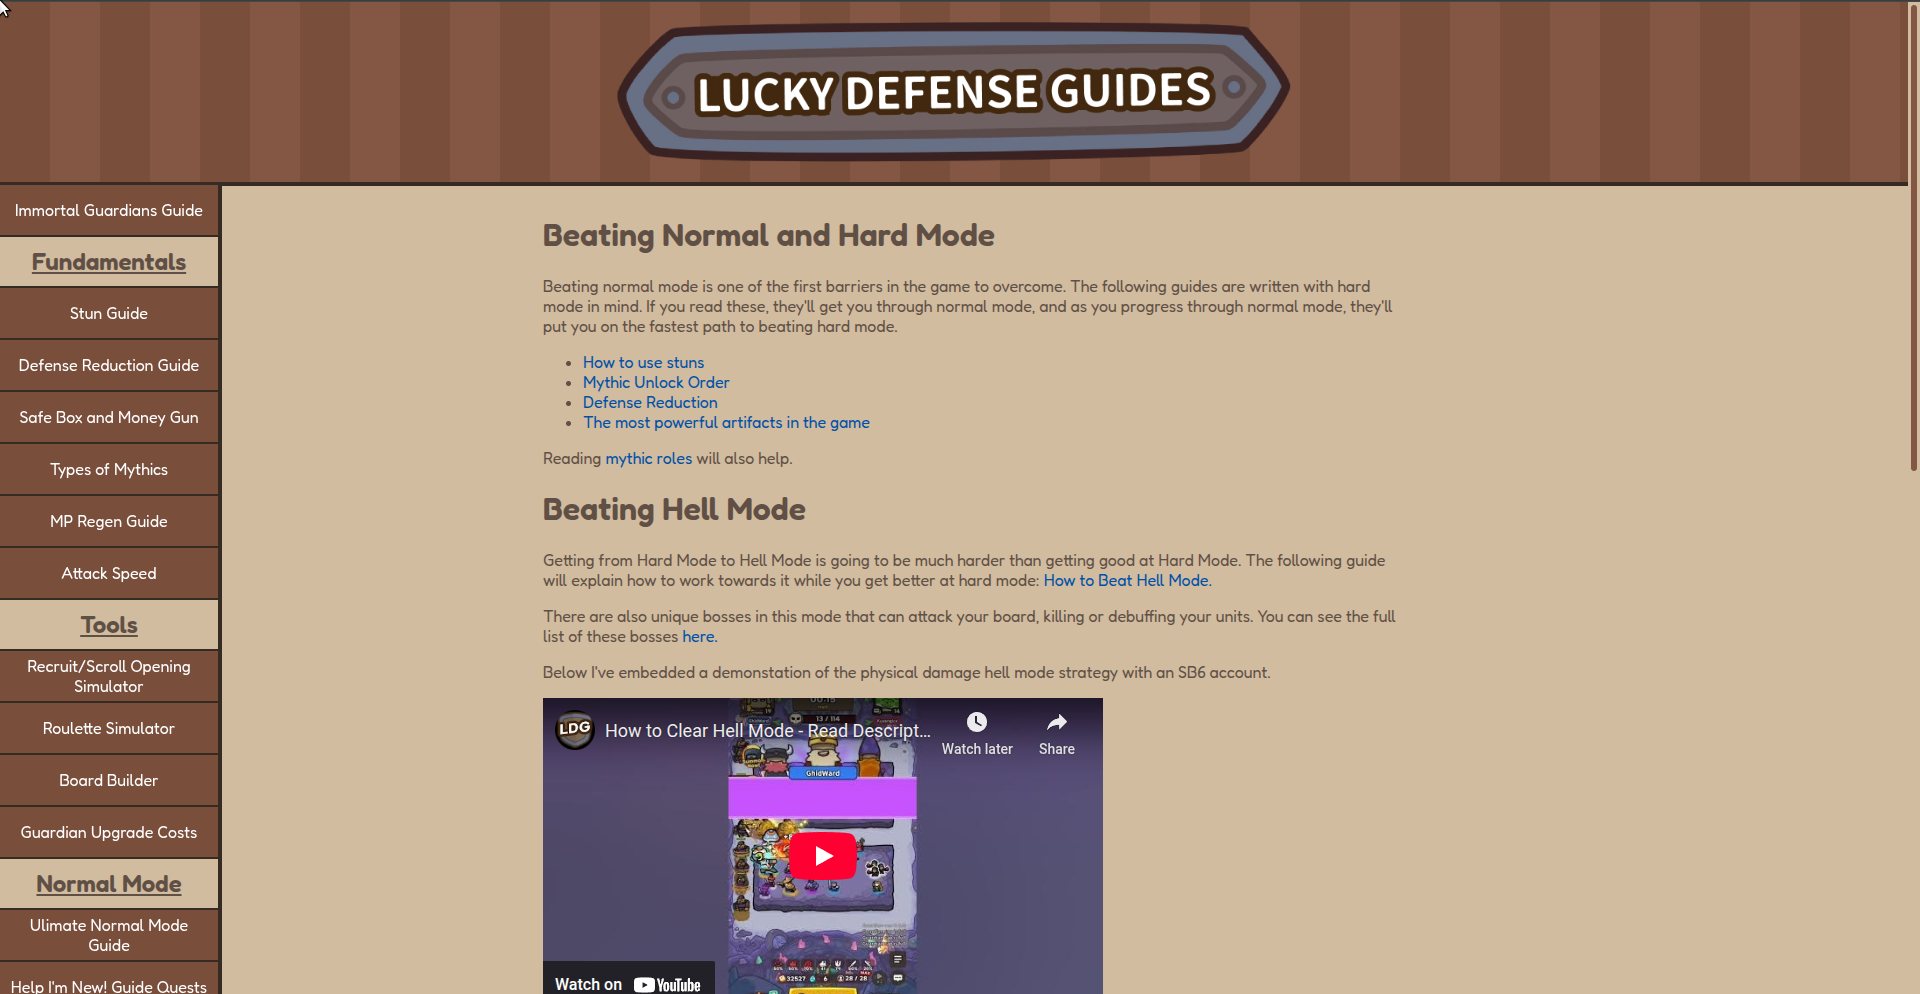 LUCKY DEFENSE GUIDES
Immortal Guardians Guide
Fundamentals
Stun Guide
Defense Reduction Guide
Safe Box and Money Gun
Types of Mythics
MP Regen Guide
Attack Speed
Tools
Recruit/Scroll Opening
Simulator
Roulette Simulator
Board Builder
Guardian Upgrade Costs
Normal Mode
Ulimate Normal Mode
Guide
Help I'm New! Guide Quests
Beating Normal and Hard Mode
Beating normal mode is one of the first barriers in the game to overcome. The following guides are written with hard
mode in mind. If you read these, they'll get you through normal mode, and as you progress through normal mode, they'll
put you on the fastest path to beating hard mode.
• How to use stuns
• Mythic Unlock Order
• Defense Reduction
• The most powerful artifacts in the game
Reading mythic roles will also help.
Beating Hell Mode
Getting from Hard Mode to Hell Mode is going to be much harder than getting good at Hard Mode. The following guide
will explain how to work towards it while you get better at hard mode: How to Beat Hell Mode.
There are also unique bosses in this mode that can attack your board, killing or debuffing your units. You can see the full
list of these bosses here.
Below I've embedded a demonstation of the physical damage hell mode strategy with an SB6 account.
LDG
How to Clear Hell Mode - Read Descript...
Watch later
Share
13 / 114
GhidWard
32527
6
28 / 28
Watch on YouTube